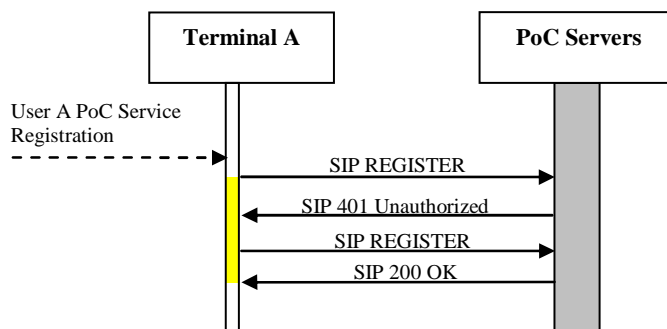 Terminal A
PoC Servers
User A PoC Service
Registration
SIP REGISTER
SIP 401 Unauthorized
SIP REGISTER
SIP 200 OK